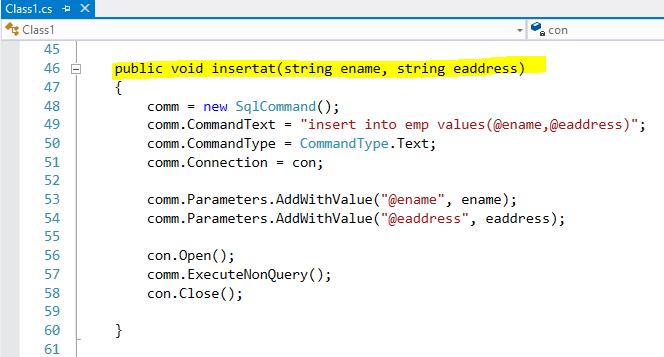 Class1.cs
Class1 con
45
46 public void insertat(string ename, string eaddress)
47 {
48 comm = new SqlCommand();
49 comm.CommandText = "insert into emp values(@ename,@eaddress)";
50 comm.CommandType = CommandType.Text;
51 comm.Connection = con;
52
53 comm.Parameters.AddWithValue("@ename", ename);
54 comm.Parameters.AddWithValue("@eaddress", eaddress);
55
56 con.Open();
57 comm.ExecuteNonQuery();
58 con.Close();
59
60 }
61